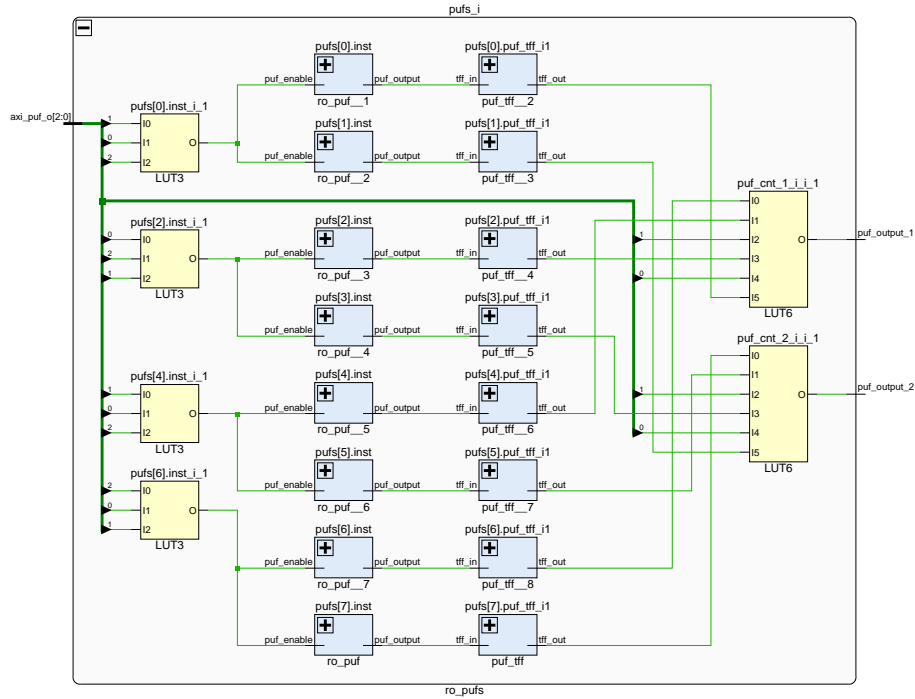 pufs_i
pufs[0].inst
pufs[0].puf_tff_i1
puf_enable
puf_output
tff_in
tff_out
ro_puf__1
puf_tff__2
pufs[0].inst_i_1
axi_puf_o[2:0]
1
I0
0
I1
O
2
I2
LUT3
pufs[1].inst
pufs[1].puf_tff_i1
puf_enable
puf_output
tff_in
tff_out
ro_puf__2
puf_tff__3
pufs[2].inst_i_1
0
I0
2
I1
O
1
I2
LUT3
pufs[2].inst
pufs[2].puf_tff_i1
puf_enable
puf_output
tff_in
tff_out
ro_puf__3
puf_tff__4
pufs[3].inst
pufs[3].puf_tff_i1
puf_enable
puf_output
tff_in
tff_out
ro_puf__4
puf_tff__5
pufs[4].inst_i_1
1
I0
0
I1
O
2
I2
LUT3
pufs[4].inst
pufs[4].puf_tff_i1
puf_enable
puf_output
tff_in
tff_out
ro_puf__5
puf_tff__6
pufs[5].inst
pufs[5].puf_tff_i1
puf_enable
puf_output
tff_in
tff_out
ro_puf__6
puf_tff__7
pufs[6].inst_i_1
2
I0
0
I1
O
1
I2
LUT3
pufs[6].inst
pufs[6].puf_tff_i1
puf_enable
puf_output
tff_in
tff_out
ro_puf__7
puf_tff__8
pufs[7].inst
pufs[7].puf_tff_i1
puf_enable
puf_output
tff_in
tff_out
ro_puf
puf_tff
puf_cnt_1_i_i_1
I0
I1
1
I2
O
puf_output_1
I3
0
I4
I5
LUT6
puf_cnt_2_i_i_1
I0
I1
1
I2
O
puf_output_2
I3
0
I4
I5
LUT6
ro_pufs